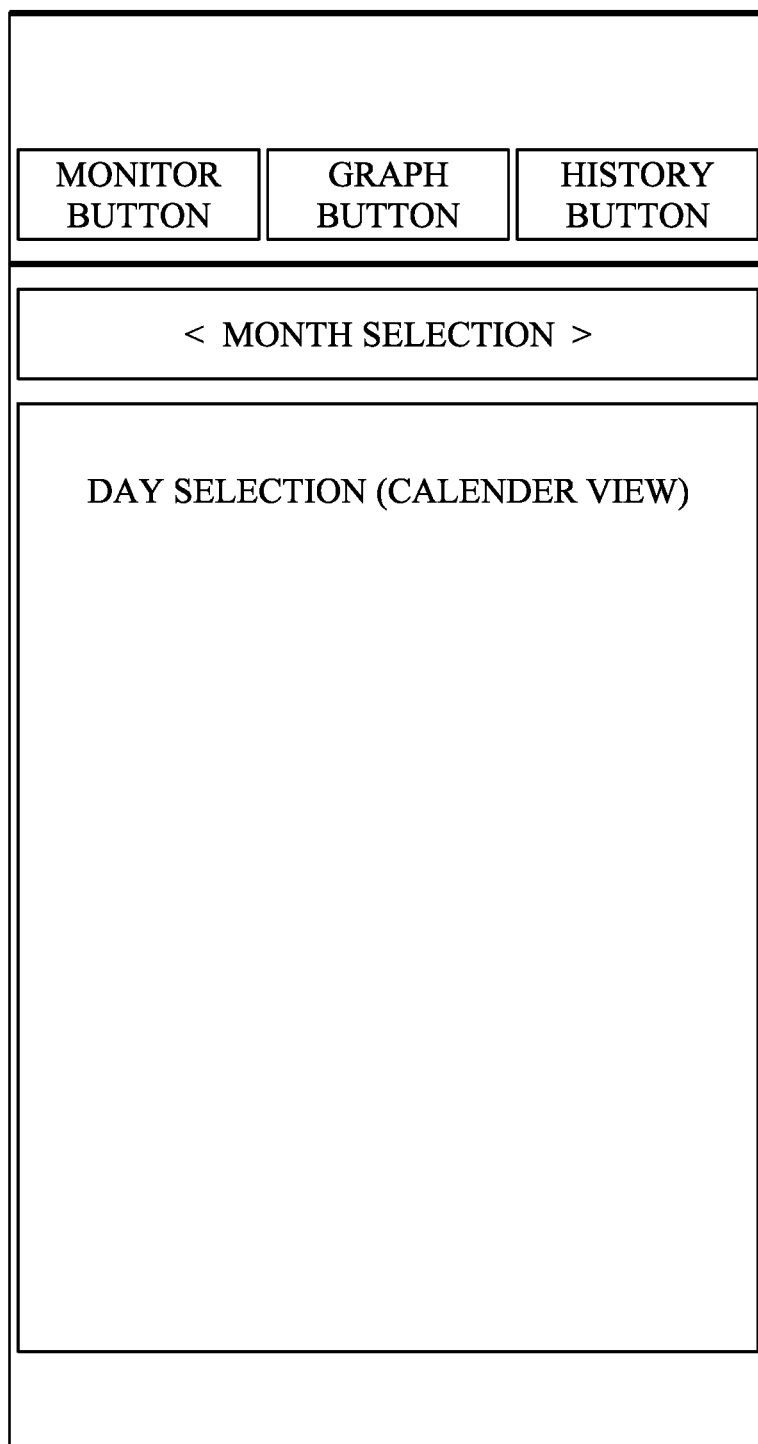 MONITOR
BUTTON
GRAPH
BUTTON
HISTORY
BUTTON
< MONTH SELECTION >
DAY SELECTION (CALENDER VIEW)